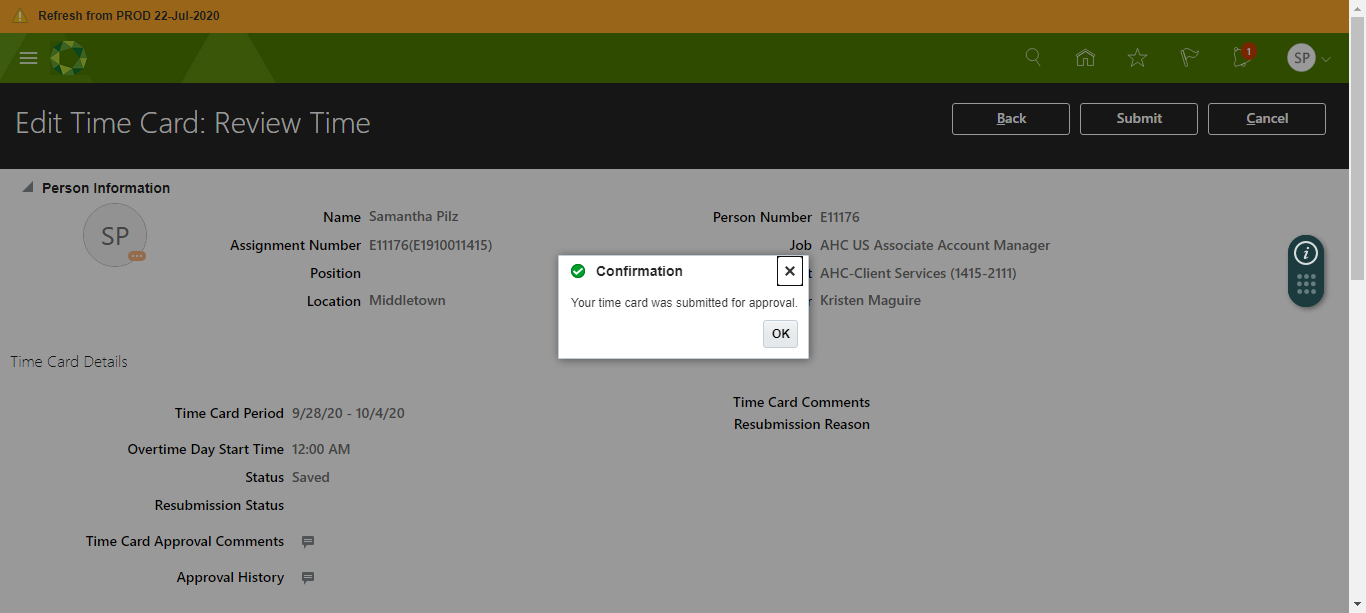 Refresh from PROD 22-Jul-2020
1
SP
Edit Time Card: Review Time
Back
Submit
Cancel
Person Information
SP
Name Samantha Pilz
Person Number E11176
Assignment Number E11176(E1910011415)
Job AHC US Associate Account Manager
Position
t AHC-Client Services (1415-2111)
Location Middletown
r Kristen Maguire
Confirmation
Your time card was submitted for approval.
OK
Time Card Details
Time Card Period 9/28/20 - 10/4/20
Time Card Comments
Resubmission Reason
Overtime Day Start Time 12:00 AM
Status Saved
Resubmission Status
Time Card Approval Comments
Approval History